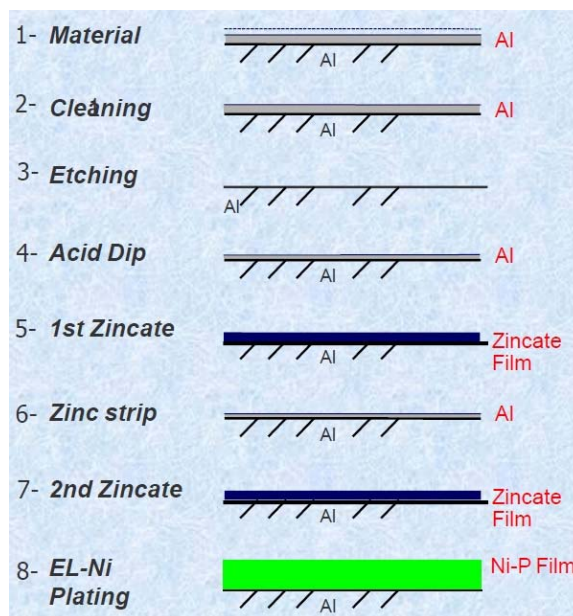 1- Material Al
Al
2- Cleaning Al
Al
3- Etching
Al
4- Acid Dip Al
Al
5- 1st Zincate Zincate
Al Film
6- Zinc strip Al
Al
7- 2nd Zincate Zincate
Al Film
8- EL-Ni Ni-P Film
Plating Al